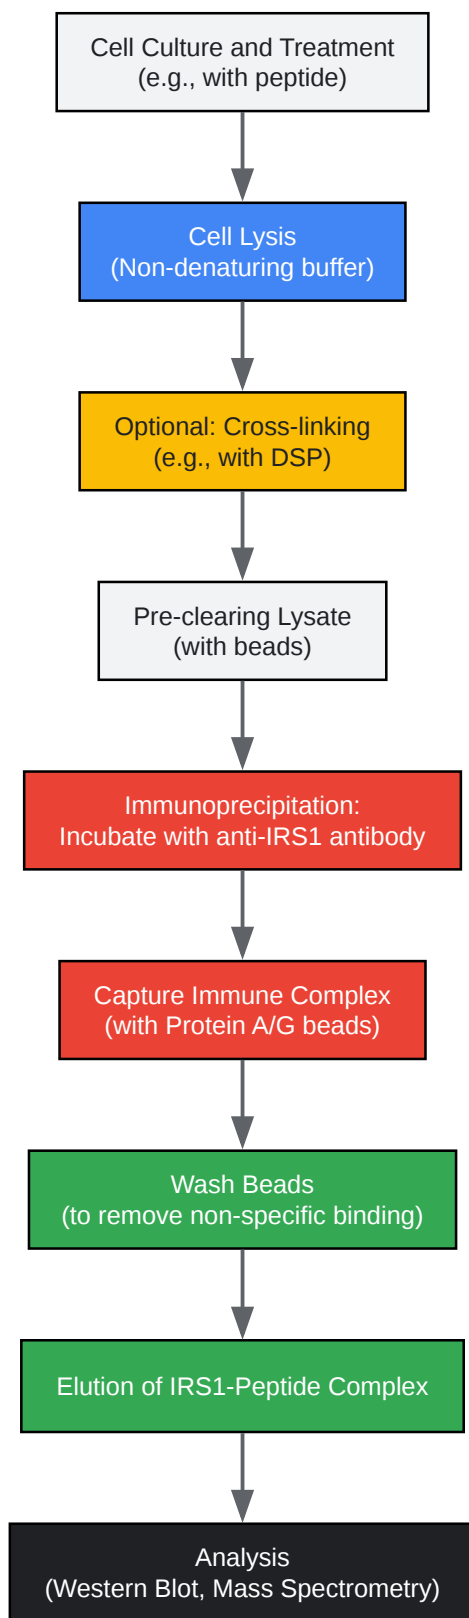 Cell Culture and Treatment
(e.g., with peptide)
Cell Lysis
(Non-denaturing buffer)
Optional: Cross-linking
(e.g., with DSP)
Pre-clearing Lysate
(with beads)
Immunoprecipitation:
Incubate with anti-IRS1 antibody
Capture Immune Complex
(with Protein A/G beads)
Wash Beads
(to remove non-specific binding)
Elution of IRS1-Peptide Complex
Analysis
(Western Blot, Mass Spectrometry)